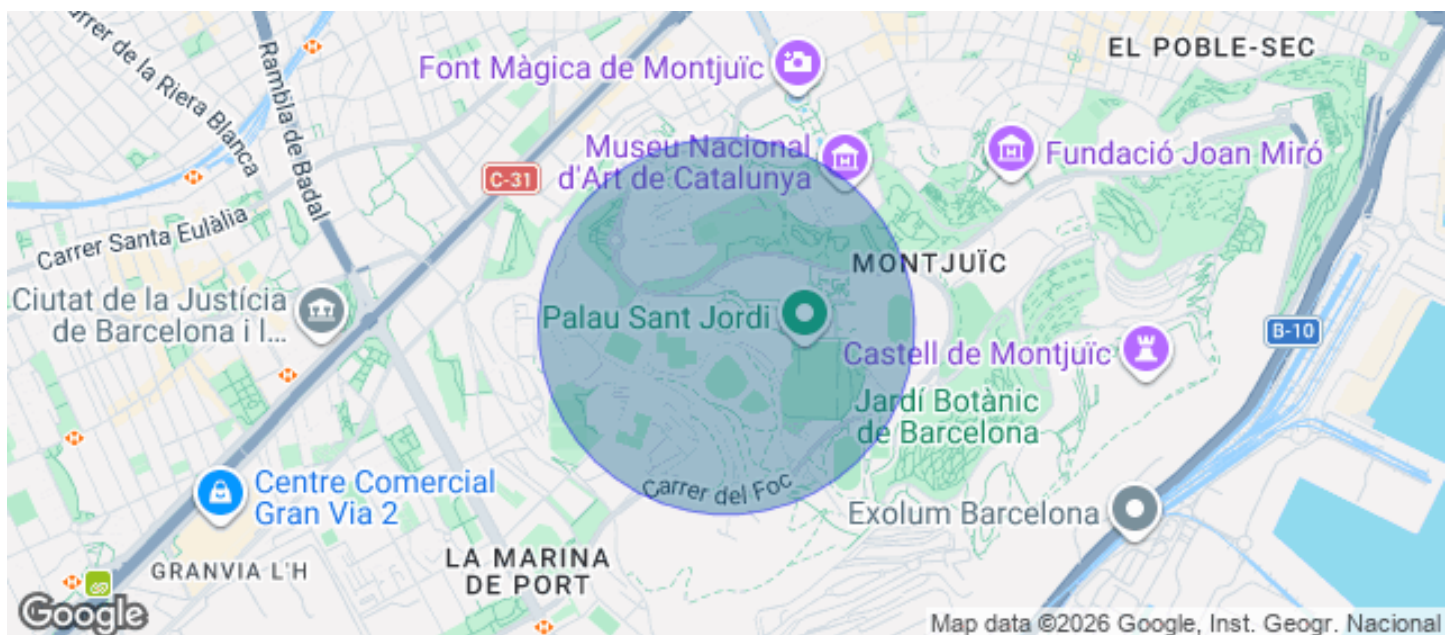 Carrer de la Riera Blanca
Rambla de Badal
Font Màgica de Montjuïc
EL POBLE-SEC
Museu Nacional
d'Art de Catalunya
Fundació Joan Miró
C-31
Carrer Santa Eulàlia
MONTJUÏC
Ciutat de la Justícia
de Barcelona i l...
Palau Sant Jordi
B-10
Castell de Montjuïc
Jardí Botànic
de Barcelona
Centre Comercial
Gran Via 2
Carrer del Foc
Exolum Barcelona
LA MARINA
DE PORT
GRANVIA L'H
Google
Map data ©2026 Google, Inst. Geogr. Nacional